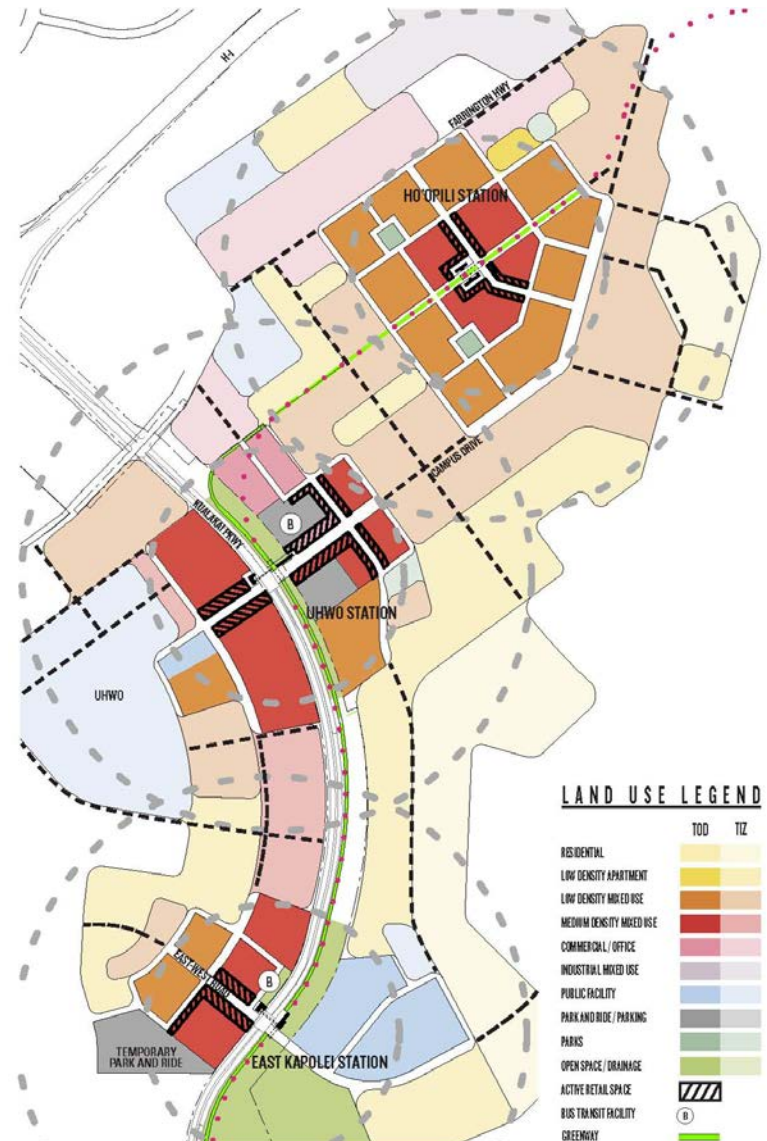 H-1
FARRINGTON HWY
HO'OPILI STATION
CAMPUS DRIVE
KUALAKAI PKWY
B
UHWO STATION
UHWO
EAST-WEST ROAD
B
TEMPORARY
PARK AND RIDE
EAST KAPOLEI STATION
LAND USE LEGEND
TOD TIZ
RESIDENTIAL
LOW DENSITY APARTMENT
LOW DENSITY MIXED USE
MEDIUM DENSITY MIXED USE
COMMERCIAL / OFFICE
INDUSTRIAL MIXED USE
PUBLIC FACILITY
PARK AND RIDE / PARKING
PARKS
OPEN SPACE / DRAINAGE
ACTIVE RETAIL SPACE
BUS TRANSIT FACILITY B
GREENWAY